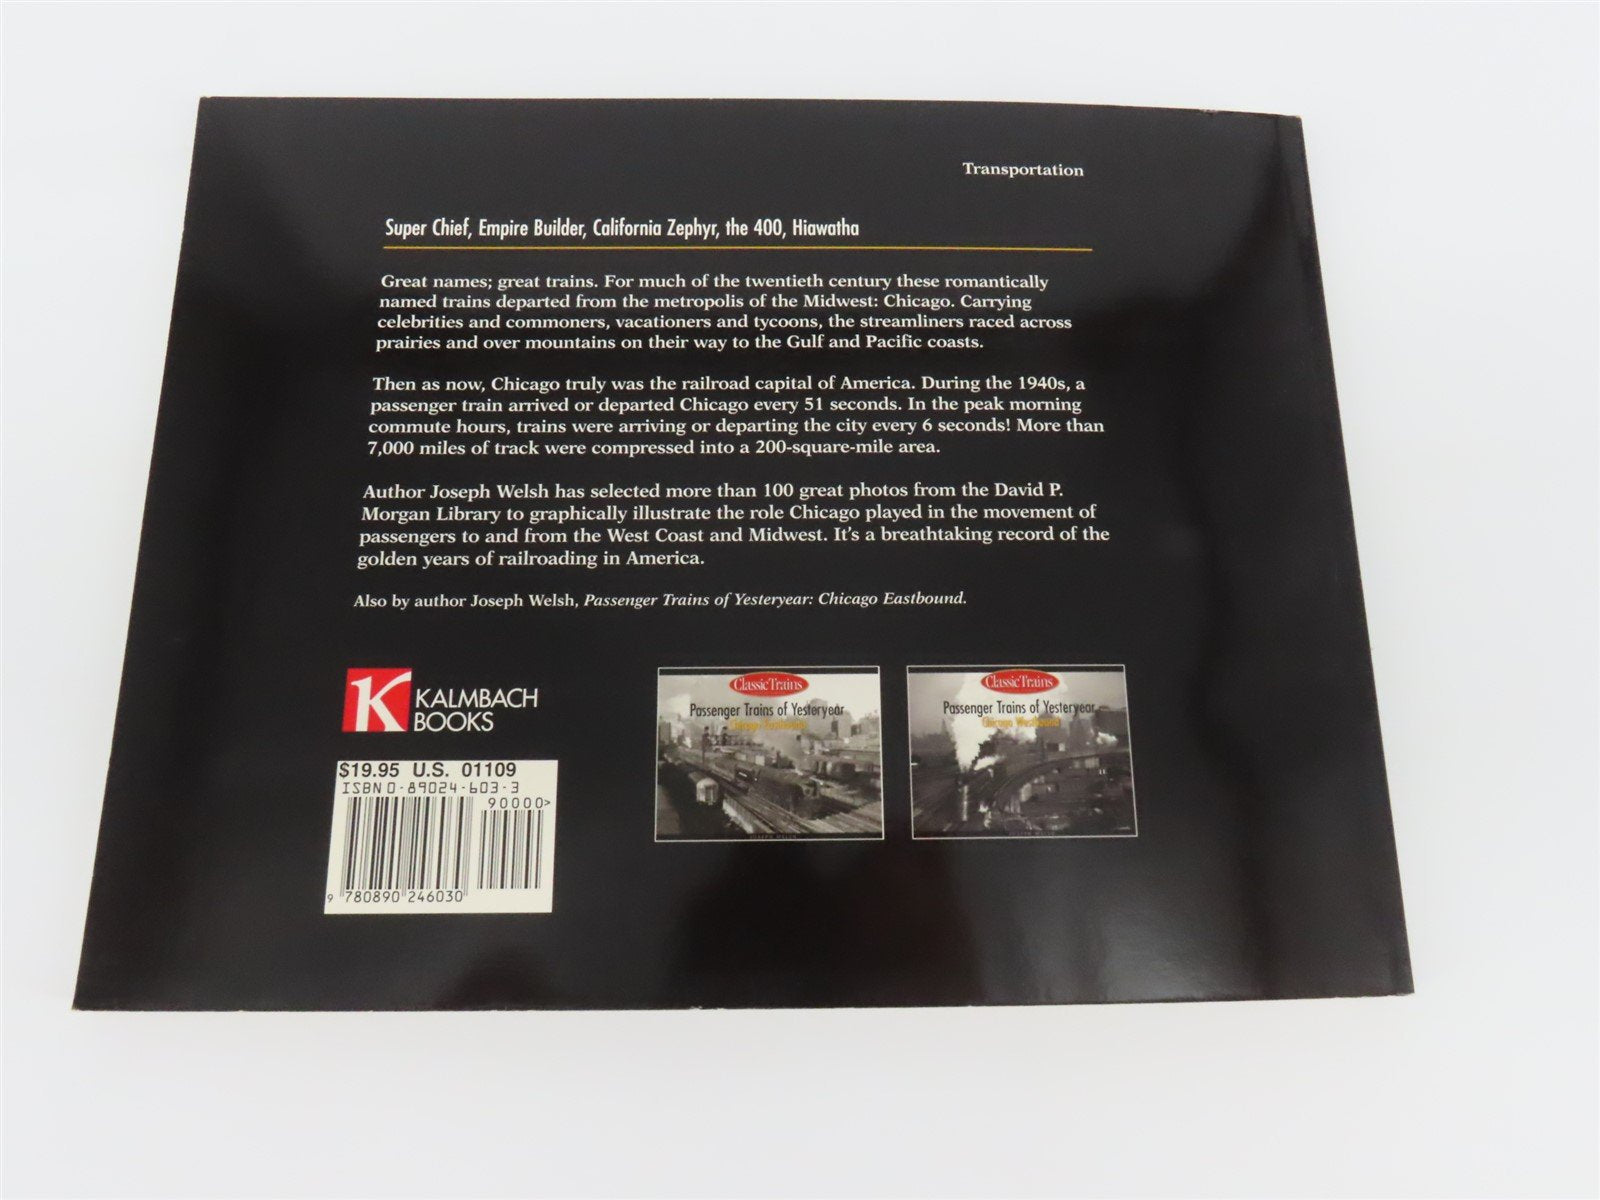 Transportation
Super Chief, Empire Builder, California Zephyr, the 400, Hiawatha
Great names; great trains. For much of the twentieth century these romantically
named trains departed from the metropolis of the Midwest: Chicago. Carrying
celebrities and commoners, vacationers and tycoons, the streamliners raced across
prairies and over mountains on their way to the Gulf and Pacific coasts.
Then as now, Chicago truly was the railroad capital of America. During the 1940s, a
passenger train arrived or departed Chicago every 51 seconds. In the peak morning
commute hours, trains were arriving or departing the city every 6 seconds! More than
7,000 miles of track were compressed into a 200-square-mile area.
Author Joseph Welsh has selected more than 100 great photos from the David P.
Morgan Library to graphically illustrate the role Chicago played in the movement of
passengers to and from the West Coast and Midwest. It's a breathtaking record of the
golden years of railroading in America.
Also by author Joseph Welsh, Passenger Trains of Yesteryear: Chicago Eastbound.
KALMBACH
BOOKS
$19.95 U.S. 01109
ISBN 0-89024-603-3
90000>
9 780890 246030
Classic Trains
Passenger Trains of Yesteryear
Chicago Eastbound
JOSEPH WELSH
Classic Trains
Passenger Trains of Yesteryear
Chicago Westbound